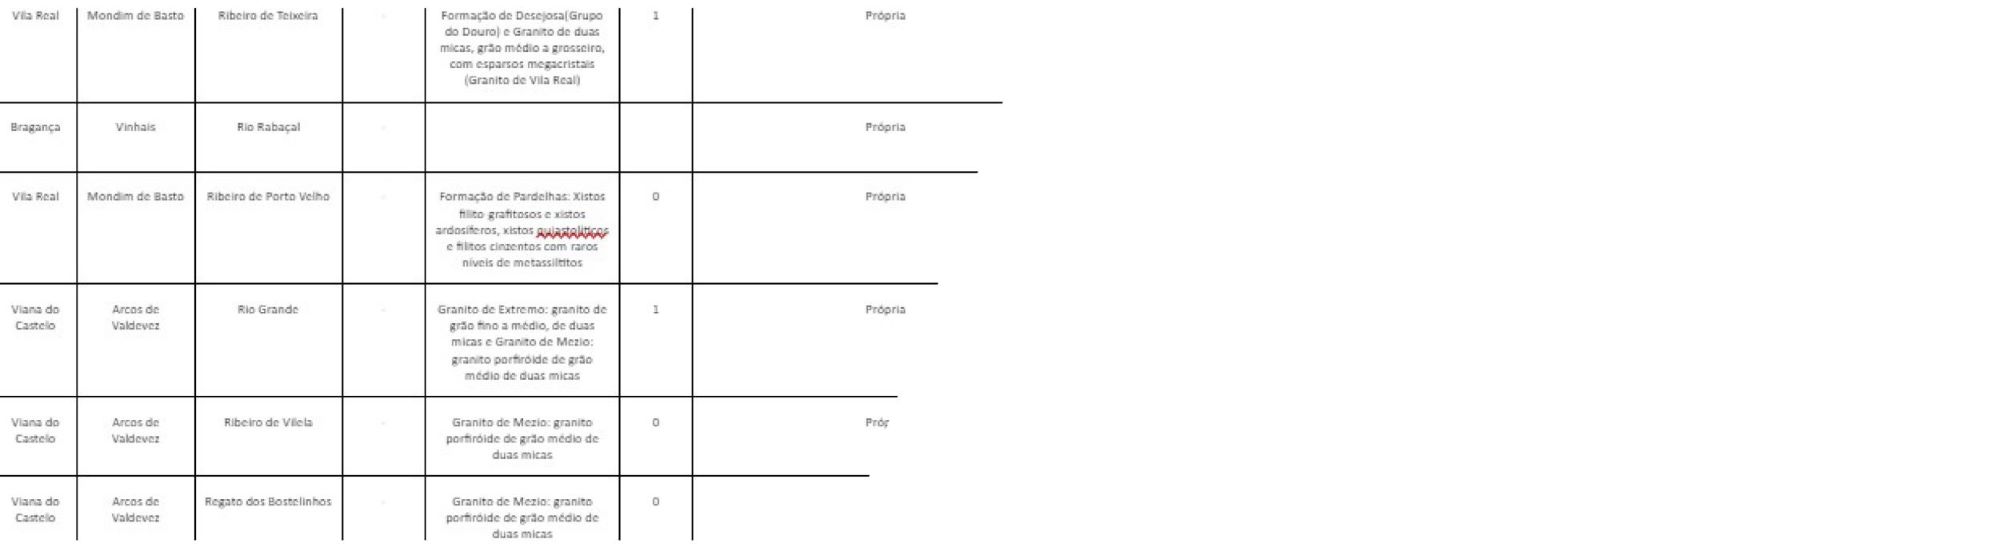 Vila Real Mondim de Basto Ribeiro de Teixeira - Formação de Desejosa(Grupo 1 Própria
do Douro) e Granito de duas
micas, grão médio a grosseiro,
com esparsos megacristais
(Granito de Vila Real)
Bragança Vinhais Rio Rabaçal - Própria
Vila Real Mondim de Basto Ribeiro de Porto Velho - Formação de Pardelhas: Xistos 0 Própria
filito-grafitosos e xistos
ardosíferos, xistos quiastolíticos
e filitos cinzentos com raros
níveis de metassiltitos
Viana do Arcos de Rio Grande - Granito de Extremo: granito de 1 Própria
Castelo Valdevez grão fino a médio, de duas
micas e Granito de Mezio:
granito porfiróide de grão
médio de duas micas
Viana do Arcos de Ribeiro de Vilela - Granito de Mezio: granito 0 Prór
Castelo Valdevez porfiróide de grão médio de
duas micas
Viana do Arcos de Regato dos Bostelinhos - Granito de Mezio: granito 0
Castelo Valdevez porfiróide de grão médio de
duas micas